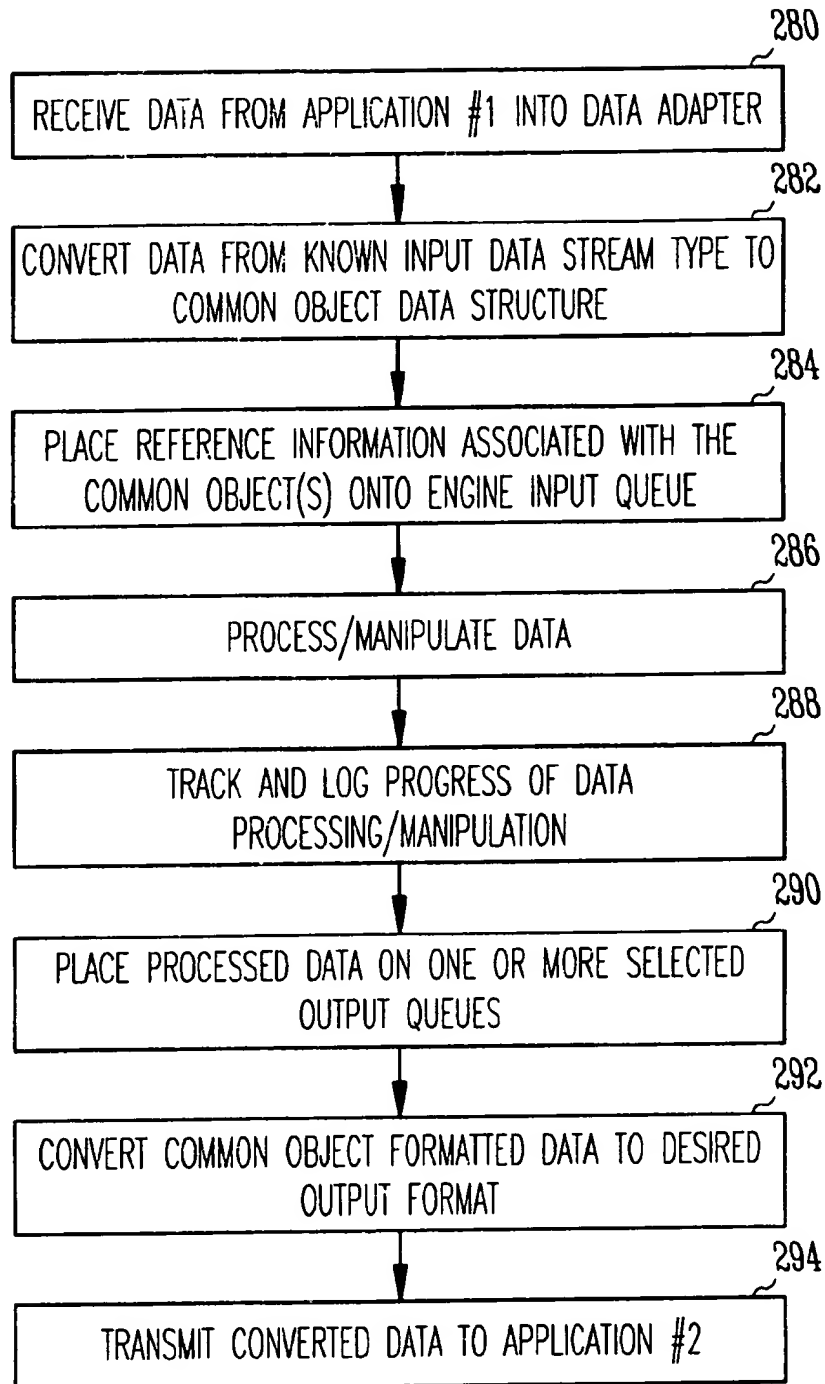 280
RECEIVE DATA FROM APPLICATION #1 INTO DATA ADAPTER
282
CONVERT DATA FROM KNOWN INPUT DATA STREAM TYPE TO
COMMON OBJECT DATA STRUCTURE
284
PLACE REFERENCE INFORMATION ASSOCIATED WITH THE
COMMON OBJECT(S) ONTO ENGINE INPUT QUEUE
286
PROCESS/MANIPULATE DATA
288
TRACK AND LOG PROGRESS OF DATA
PROCESSING/MANIPULATION
290
PLACE PROCESSED DATA ON ONE OR MORE SELECTED
OUTPUT QUEUES
292
CONVERT COMMON OBJECT FORMATTED DATA TO DESIRED
OUTPUT FORMAT
294
TRANSMIT CONVERTED DATA TO APPLICATION #2